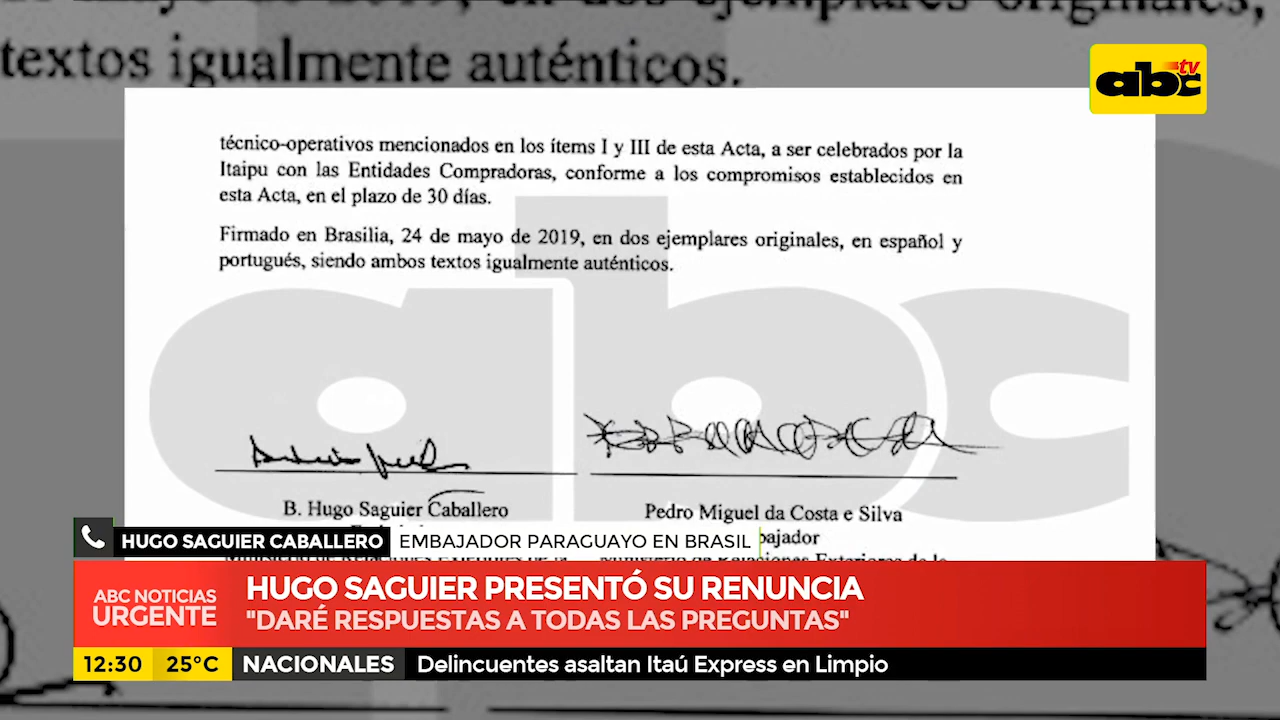 textos igualmente auténticos.
abc tv
técnico-operativos mencionados en los ítems I y III de esta Acta, a ser celebrados por la
Itaipu con las Entidades Compradoras, conforme a los compromisos establecidos en
esta Acta, en el plazo de 30 días.
Firmado en Brasilia, 24 de mayo de 2019, en dos ejemplares originales, en español y
portugués, siendo ambos textos igualmente auténticos.
abc
B. Hugo Saguier Caballero
Pedro Miguel da Costa e Silva
HUGO SAGUIER CABALLERO EMBAJADOR PARAGUAYO EN BRASIL
ABC NOTICIAS
URGENTE
HUGO SAGUIER PRESENTÓ SU RENUNCIA
"DARÉ RESPUESTAS A TODAS LAS PREGUNTAS"
12:30 25°C NACIONALES Delincuentes asaltan Itaú Express en Limpio